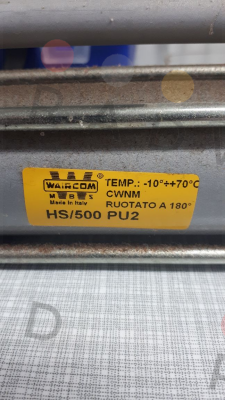 WAIRCOM ®
M B S
Made in Italy
TEMP.: -10°÷+70°C
CWNM
RUOTATO A 180°
HS/500 PU2